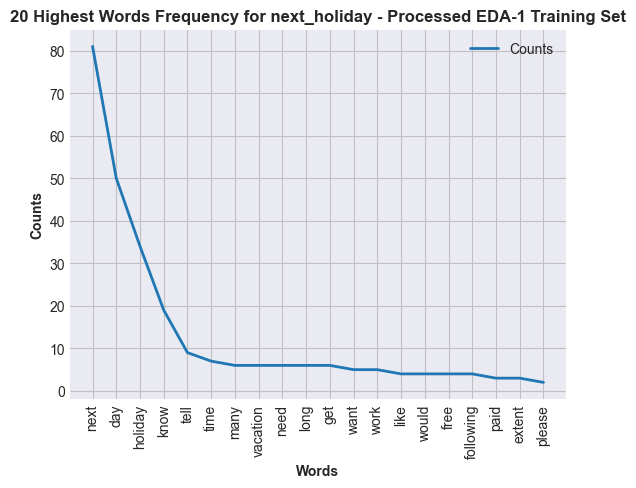 20 Highest Words Frequency for next_holiday - Processed EDA-1 Training Set
Counts
80
70
60
50
40
30
20
10
0
Counts
next
day
holiday
know
tell
time
many
vacation
need
long
get
want
work
like
would
free
following
paid
extent
please
Words